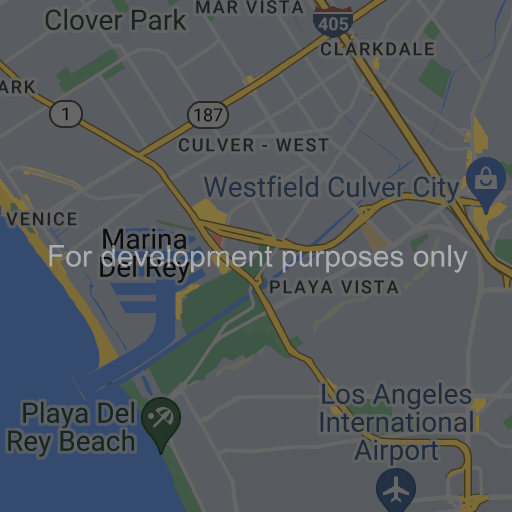 Clover Park
MAR VISTA
405
CLARKDALE
ARK
1
187
CULVER - WEST
Westfield Culver City
VENICE
Marina
Del Rey
For development purposes only
PLAYA VISTA
Los Angeles
International
Airport
Playa Del
Rey Beach